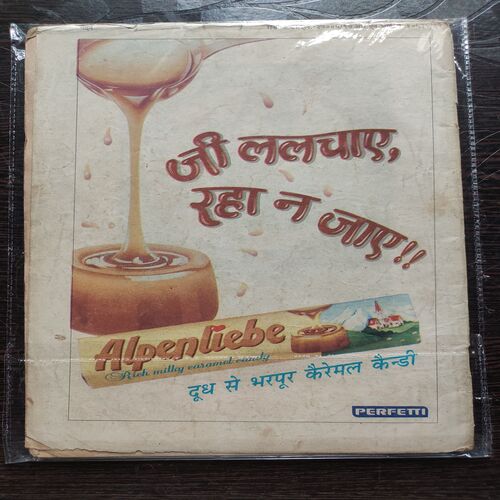 जी ललचाए,
रहा न जाए!!
Alpenliebe
Rich milky caramel candy
दूध से भरपूर कैरेमल कैन्डी
PERFETTI